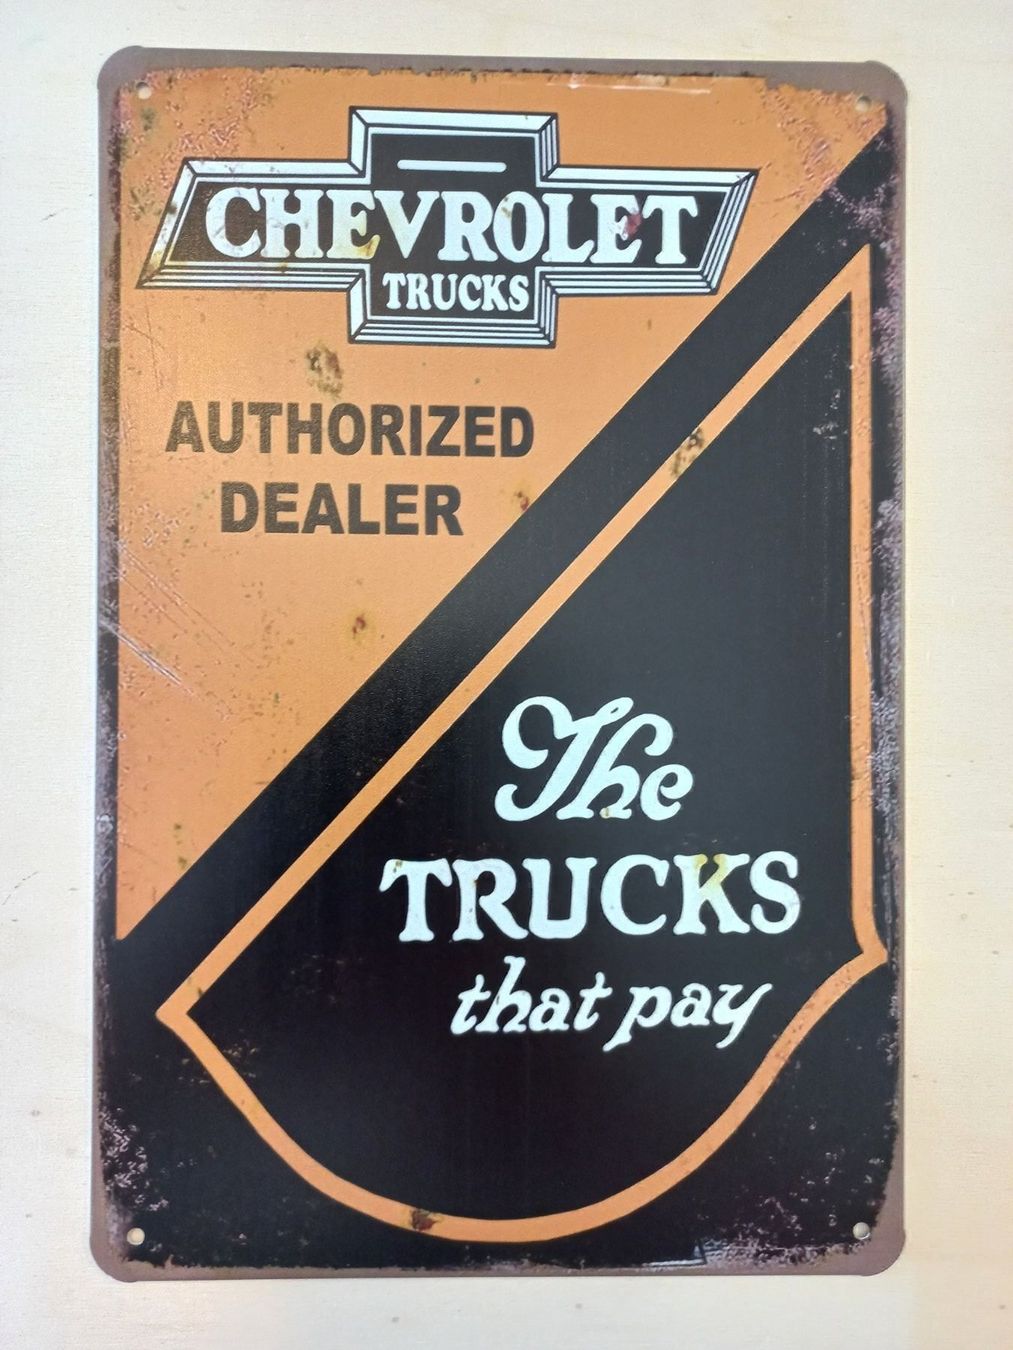 CHEVROLET
TRUCKS
AUTHORIZED
DEALER
The
TRUCKS
that pay